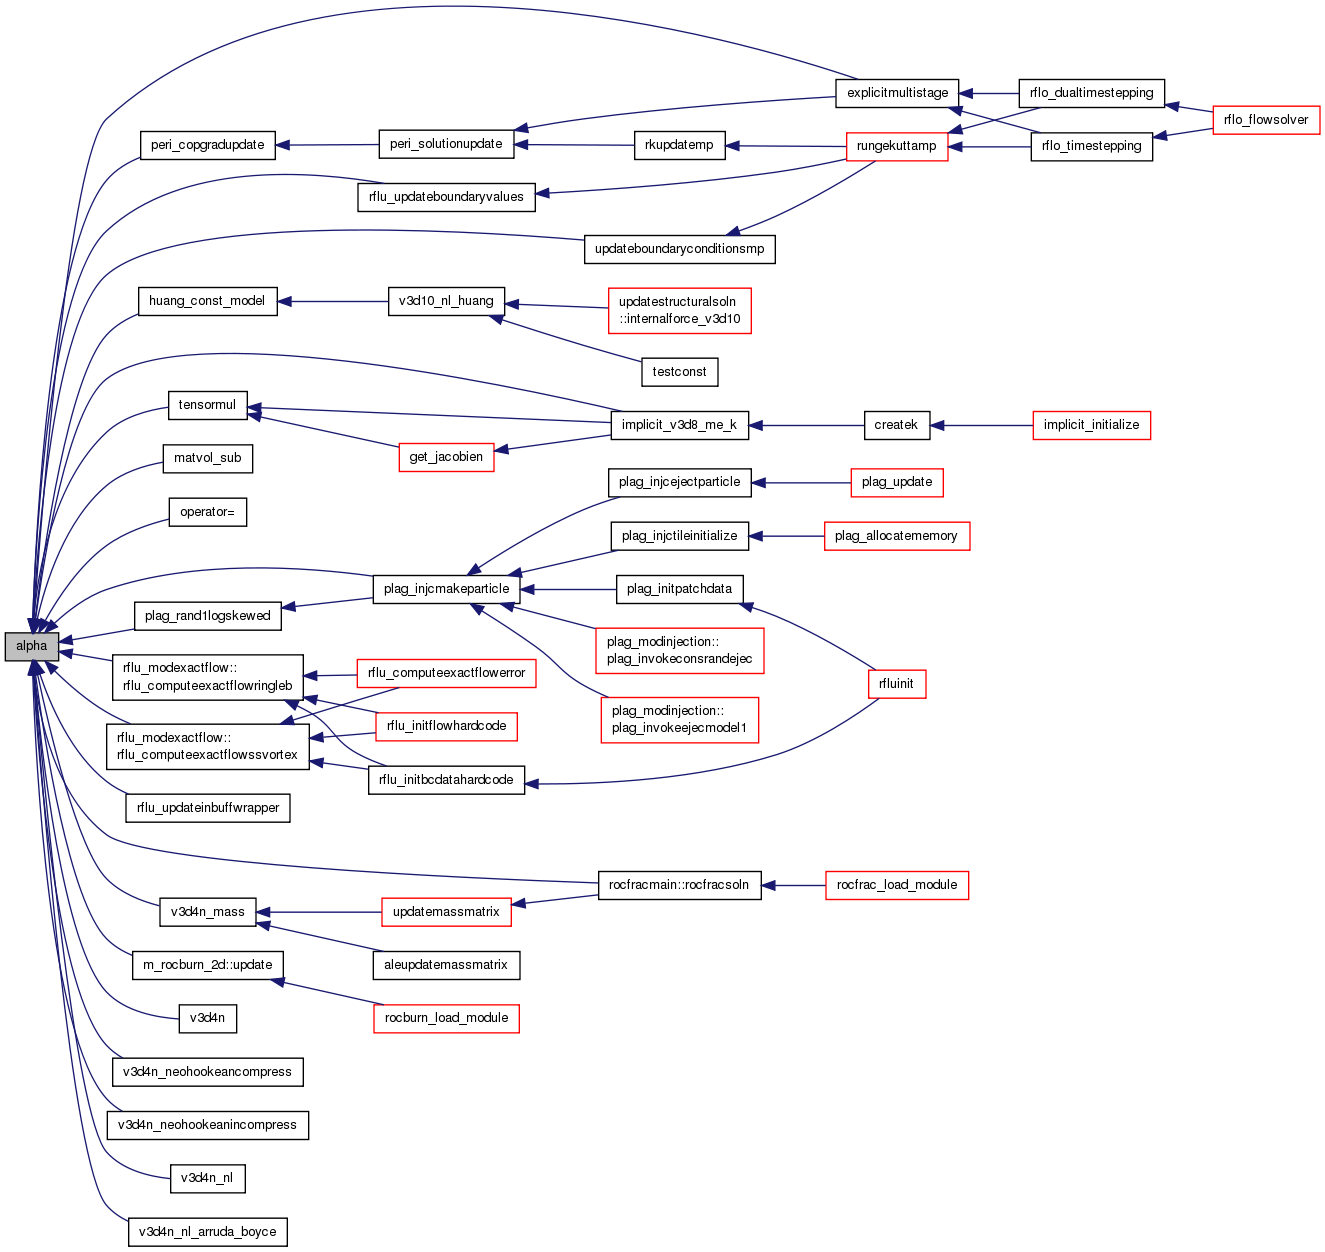 explicitmultistage
rflo_dualtimestepping
rflo_flowsolver
peri_copgradupdate
peri_solutionupdate
rkupdatemp
rungekuttamp
rflo_timestepping
rflu_updateboundaryvalues
updateboundaryconditionsmp
huang_const_model
v3d10_nl_huang
updatestructuralsoln
::internalforce_v3d10
testconst
tensormul
implicit_v3d8_me_k
createk
implicit_initialize
matvol_sub
get_jacobien
plag_injcejectparticle
plag_update
operator=
plag_injctileinitialize
plag_allocatememory
plag_injcmakeparticle
plag_initpatchdata
plag_rand1logskewed
alpha
plag_modinjection::
plag_invokeconsrandejec
rflu_modexactflow::
rflu_computeexactflowringleb
rflu_computeexactflowerror
rfluinit
plag_modinjection::
plag_invokeejecmodel1
rflu_initflowhardcode
rflu_modexactflow::
rflu_computeexactflowssvortex
rflu_initbcdatahardcode
rflu_updateinbuffwrapper
rocfracmain::rocfracsoln
rocfrac_load_module
v3d4n_mass
updatemassmatrix
m_rocburn_2d::update
aleupdatemassmatrix
v3d4n
rocburn_load_module
v3d4n_neohookeancompress
v3d4n_neohookeanincompress
v3d4n_nl
v3d4n_nl_arruda_boyce